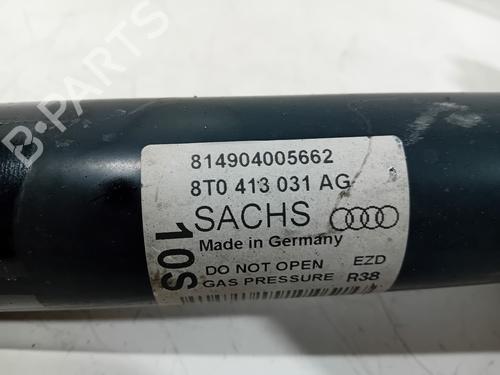 B-PARTS
814904005662
8T0 413 031 AG
SACHS
Made in Germany
DO NOT OPEN EZD
GAS PRESSURE R38
10S